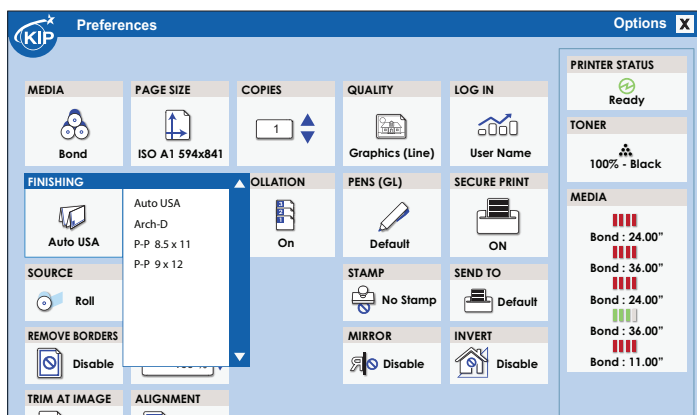 KIP
Preferences
Options X
MEDIA
Bond
PAGE SIZE
ISO A1 594x841
COPIES
1
QUALITY
Graphics (Line)
LOG IN
User Name
FINISHING
Auto USA
Auto USA
Arch-D
P-P 8.5 x 11
P-P 9 x 12
OLLATION
On
PENS (GL)
Default
SECURE PRINT
ON
SOURCE
Roll
STAMP
No Stamp
SEND TO
Default
REMOVE BORDERS
Disable
MIRROR
Disable
INVERT
Disable
TRIM AT IMAGE
ALIGNMENT
PRINTER STATUS
Ready
TONER
100% - Black
MEDIA
Bond : 24.00”
Bond : 36.00”
Bond : 24.00”
Bond : 36.00”
Bond : 11.00”